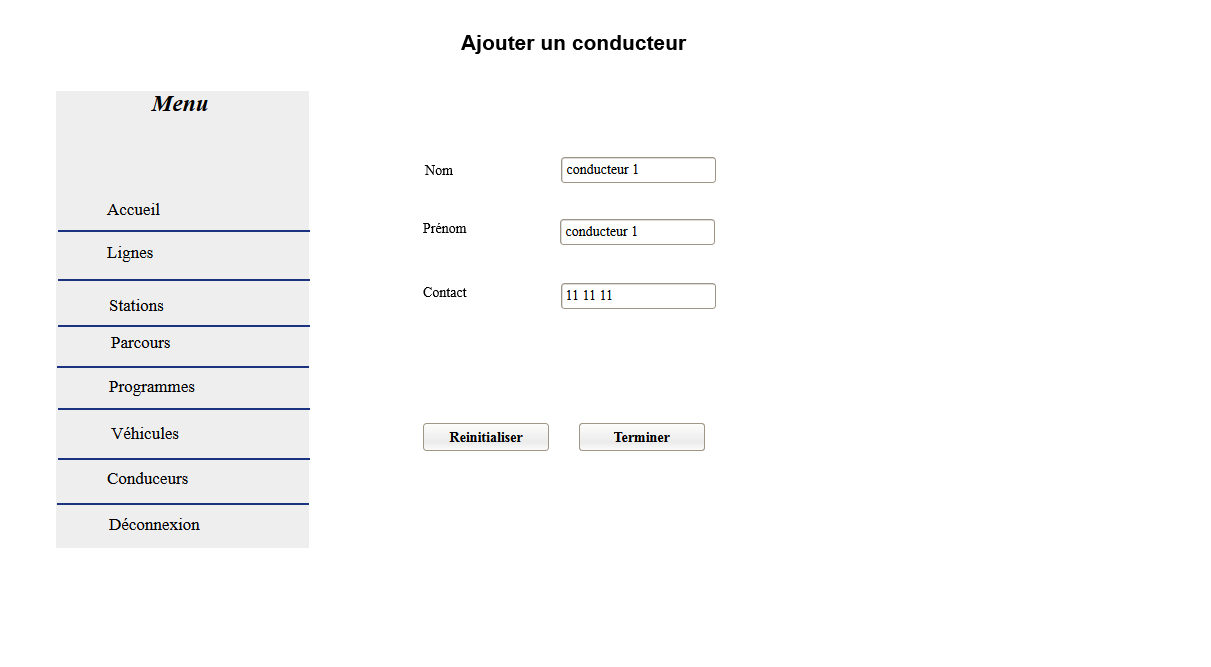 Ajouter un conducteur
Menu
Accueil
Lignes
Stations
Parcours
Programmes
Véhicules
Conduceurs
Déconnexion
Nom
conducteur 1
Prénom
conducteur 1
Contact
11 11 11
Reinitialiser
Terminer